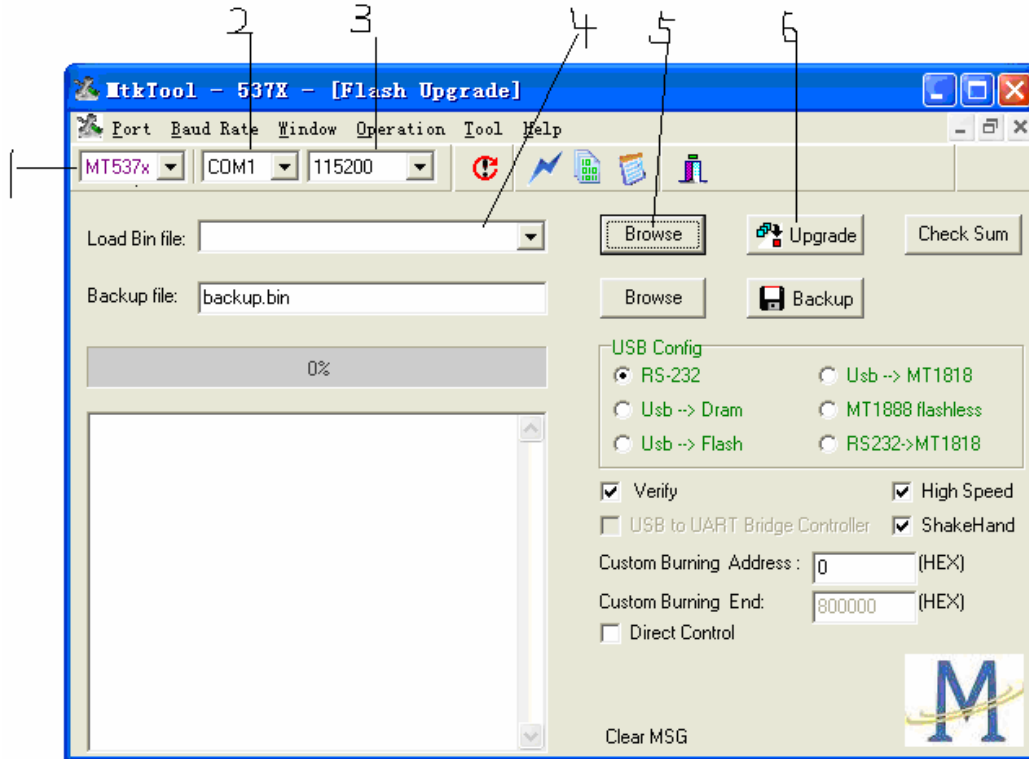 2 3 4 5 6
MtkTool - 537X - [Flash Upgrade]
Port Baud Rate Window Operation Tool Help
1 MT537x COM1 115200
Load Bin file: Browse Upgrade Check Sum
Backup file: backup.bin Browse Backup
0%
USB Config
RS-232 Usb --> MT1818
Usb --> Dram MT1888 flashless
Usb --> Flash RS232->MT1818
Verify High Speed
USB to UART Bridge Controller ShakeHand
Custom Burning Address : 0 (HEX)
Custom Burning End: 800000 (HEX)
Direct Control
M
Clear MSG